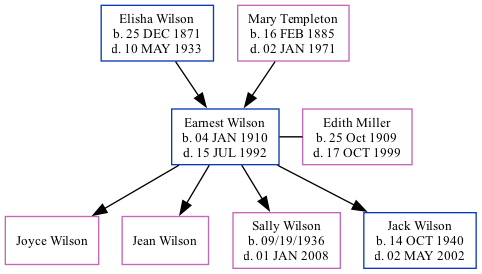 Elisha Wilson
b. 25 DEC 1871
d. 10 MAY 1933
Mary Templeton
b. 16 FEB 1885
d. 02 JAN 1971
Earnest Wilson
b. 04 JAN 1910
d. 15 JUL 1992
Edith Miller
b. 25 Oct 1909
d. 17 OCT 1999
Joyce Wilson
Jean Wilson
Sally Wilson
b. 09/19/1936
d. 01 JAN 2008
Jack Wilson
b. 14 OCT 1940
d. 02 MAY 2002